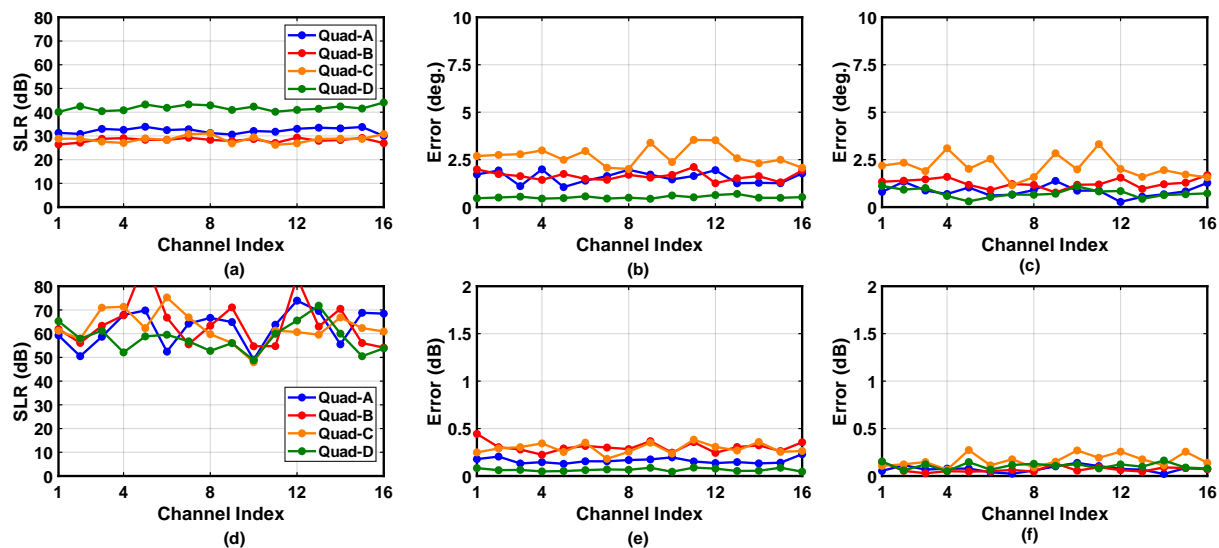 80
70
60
50
40
30
20
10
0
SLR (dB)
Quad-A
Quad-B
Quad-C
Quad-D
1 4 8 12 16
Channel Index
(a)
10
7.5
5
2.5
0
Error (deg.)
1 4 8 12 16
Channel Index
(b)
10
7.5
5
2.5
0
Error (deg.)
1 4 8 12 16
Channel Index
(c)
80
70
60
50
40
30
20
10
0
SLR (dB)
Quad-A
Quad-B
Quad-C
Quad-D
1 4 8 12 16
Channel Index
(d)
2
1.5
1
0.5
0
Error (dB)
1 4 8 12 16
Channel Index
(e)
2
1.5
1
0.5
0
Error (dB)
1 4 8 12 16
Channel Index
(f)